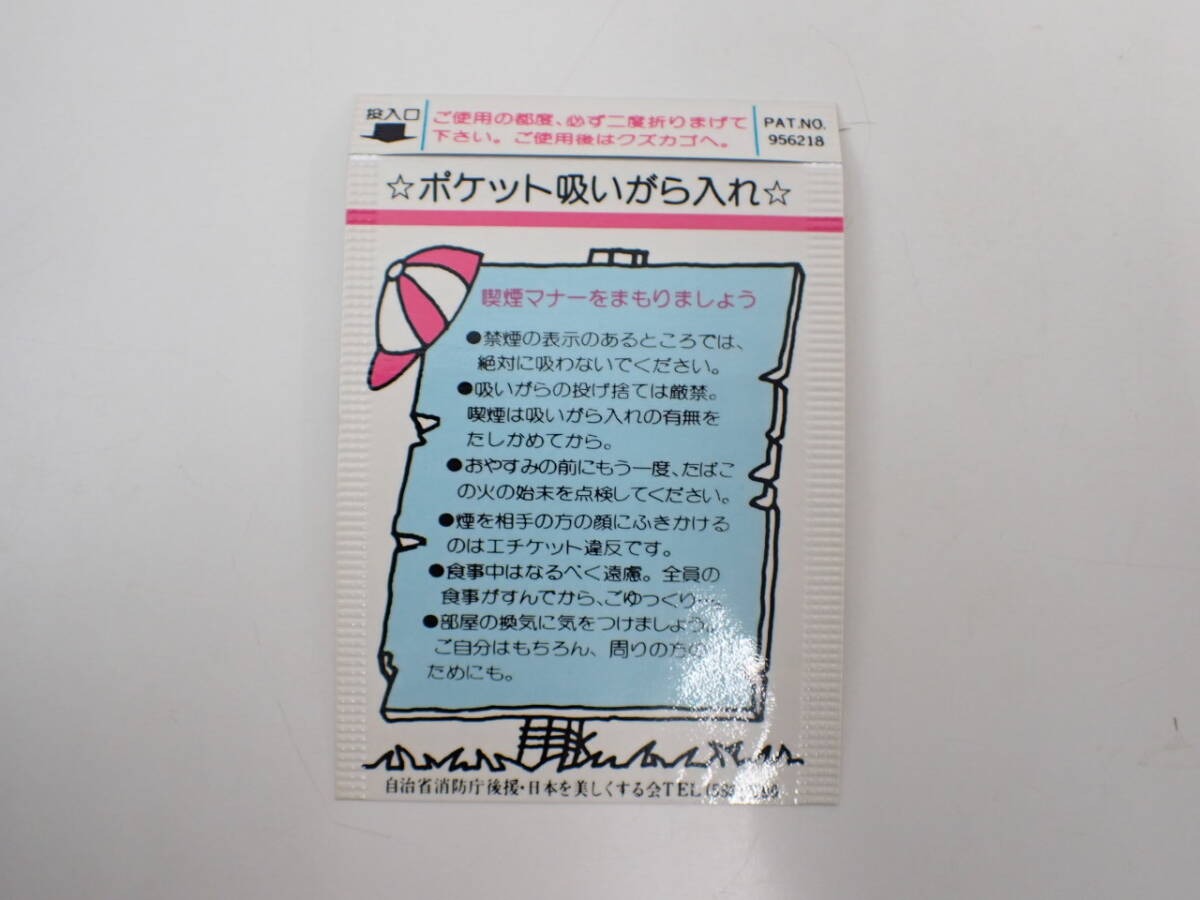 投入口
ご使用の都度、必ず二度折りまげて
下さい。ご使用後はクズカゴへ。
PAT.NO.
956218
☆ポケット吸いがら入れ☆
喫煙マナーをまもりましょう
●禁煙の表示のあるところでは、
絶対に吸わないでください。
●吸いがらの投げ捨ては厳禁。
喫煙は吸いがら入れの有無を
たしかめてから。
●おやすみの前にもう一度、たばこ
の火の始末を点検してください。
●煙を相手の方の顔にふきかける
のはエチケット違反です。
●食事中はなるべく遠慮。全員の
食事がすんでから、ごゆっくり…。
●部屋の換気に気をつけましょう。
ご自分はもちろん、周りの方の
ためにも。
自治省消防庁後援・日本を美しくする会TEL